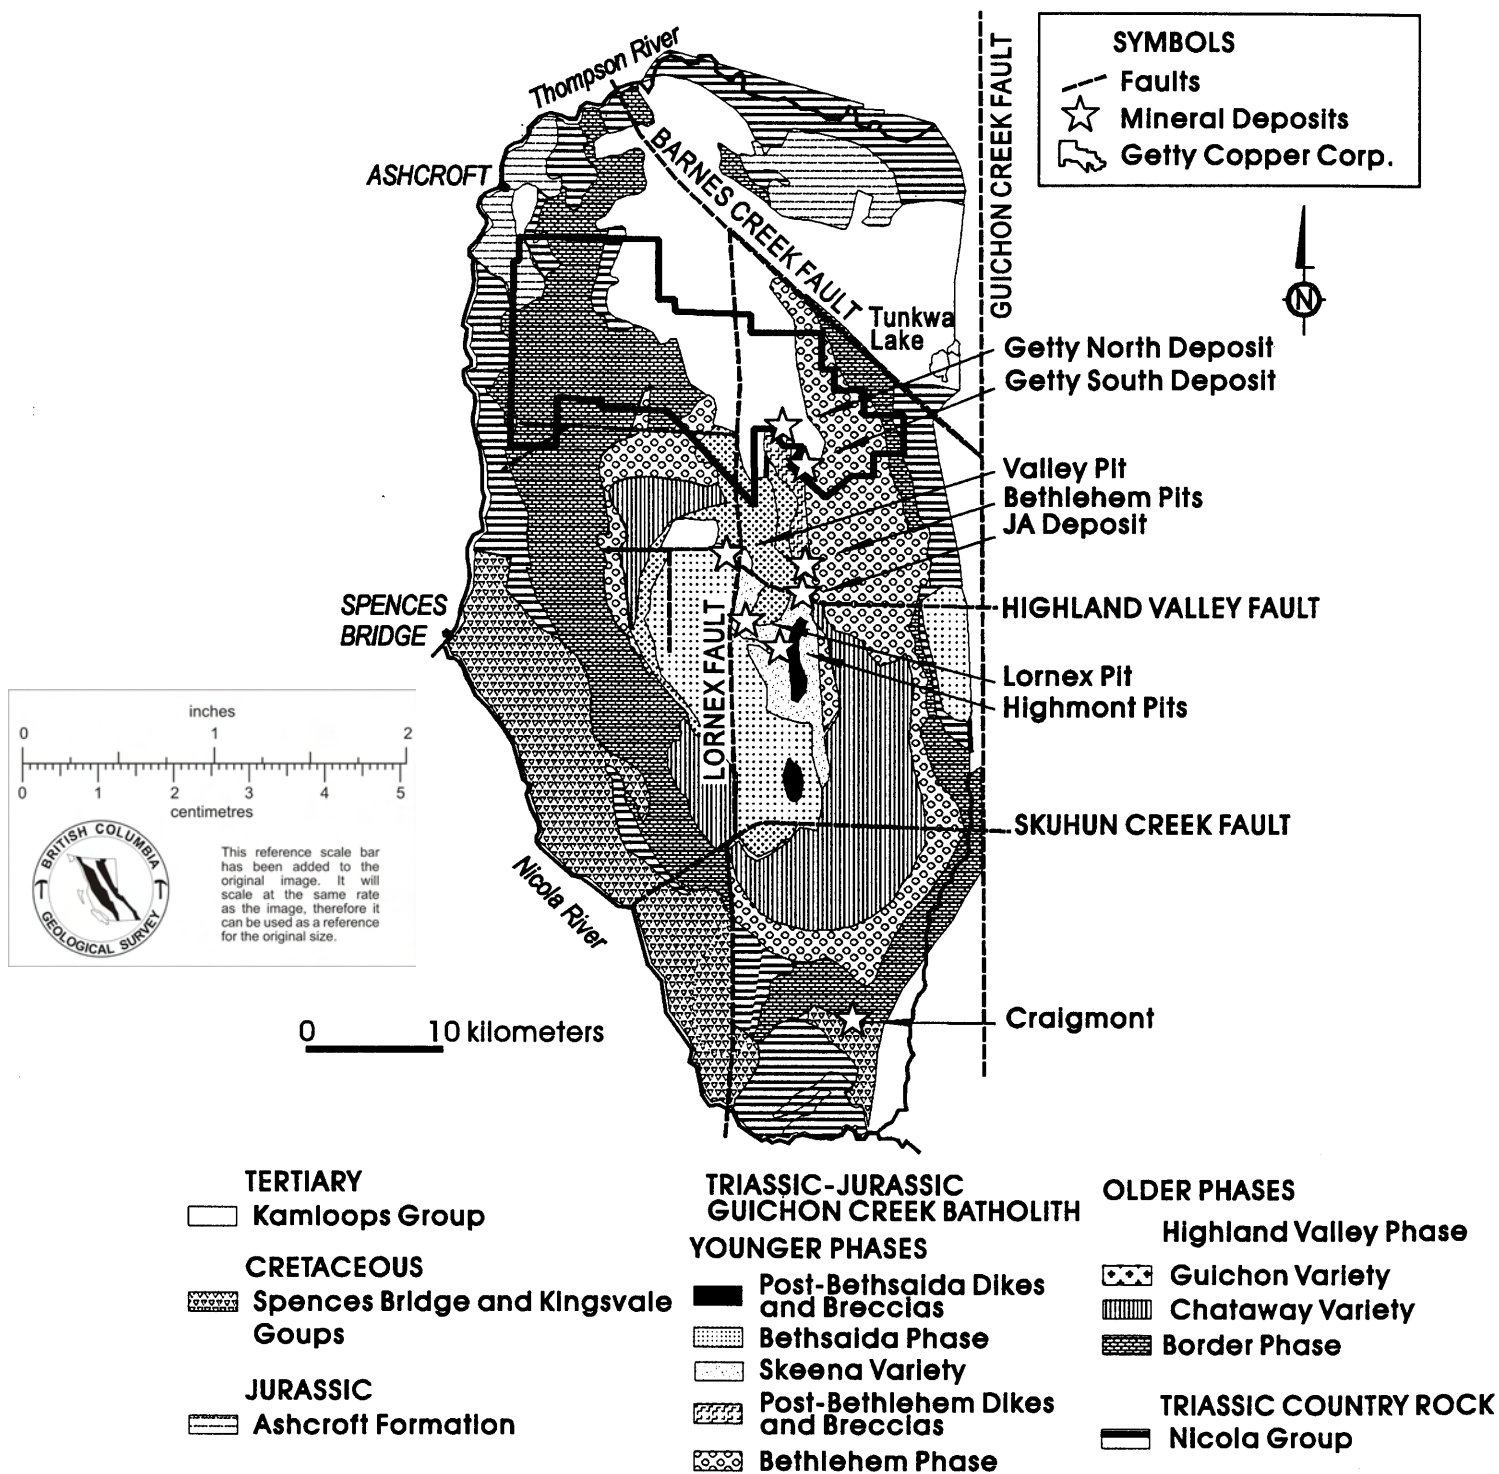 SYMBOLS
Faults
Mineral Deposits
Getty Copper Corp.
N
Thompson River
ASHCROFT
BARNES CREEK FAULT
GUICHON CREEK FAULT
Tunkwa
Lake
Getty North Deposit
Getty South Deposit
Valley Pit
Bethlehem Pits
JA Deposit
SPENCES
BRIDGE
HIGHLAND VALLEY FAULT
LORNEX FAULT
Lornex Pit
Highmont Pits
SKUHUN CREEK FAULT
Nicola River
Craigmont
inches
0 1 2
0 1 2 3 4 5
centimetres
BRITISH COLUMBIA
GEOLOGICAL SURVEY
This reference scale bar
has been added to the
original image. It will
scale at the same rate
as the image, therefore it
can be used as a reference
for the original size.
0 10 kilometers
TERTIARY
Kamloops Group
CRETACEOUS
Spences Bridge and Kingsvale
Goups
JURASSIC
Ashcroft Formation
TRIASSIC-JURASSIC
GUICHON CREEK BATHOLITH
YOUNGER PHASES
Post-Bethsaida Dikes
and Breccias
Bethsaida Phase
Skeena Variety
Post-Bethlehem Dikes
and Breccias
Bethlehem Phase
OLDER PHASES
Highland Valley Phase
Guichon Variety
Chataway Variety
Border Phase
TRIASSIC COUNTRY ROCK
Nicola Group